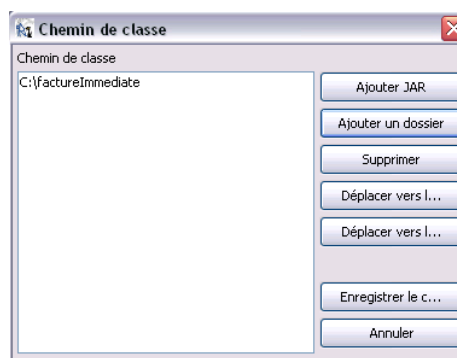 Chemin de classe
Chemin de classe
C:\factureImmediate
Ajouter JAR
Ajouter un dossier
Supprimer
Déplacer vers l...
Déplacer vers l...
Enregistrer le c...
Annuler